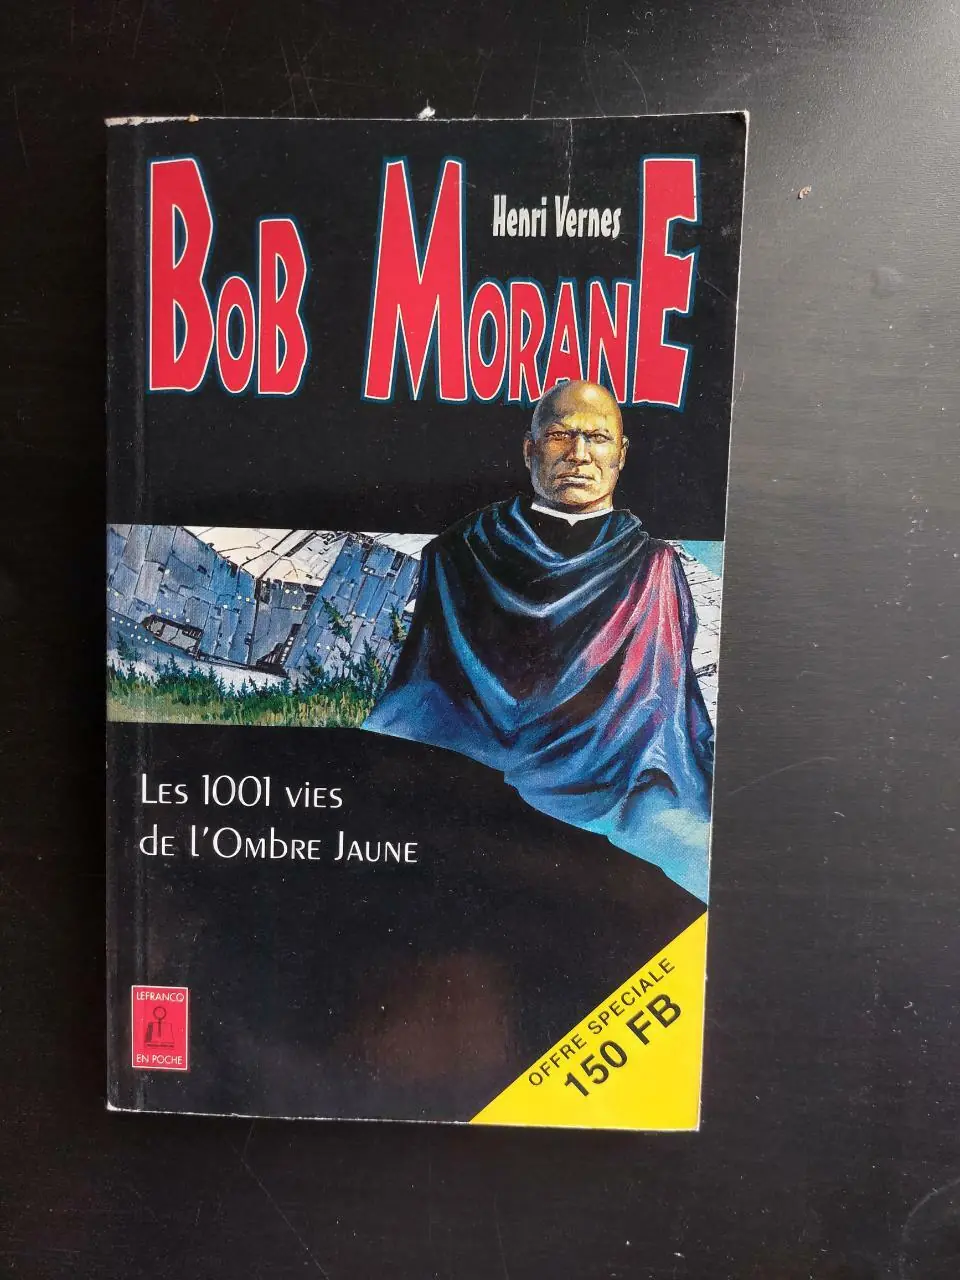 Henri Vernes
BOB MORANE
Les 1001 vies
de l'Ombre Jaune
LEFRANCQ
EN POCHE
OFFRE SPECIALE
150 FB